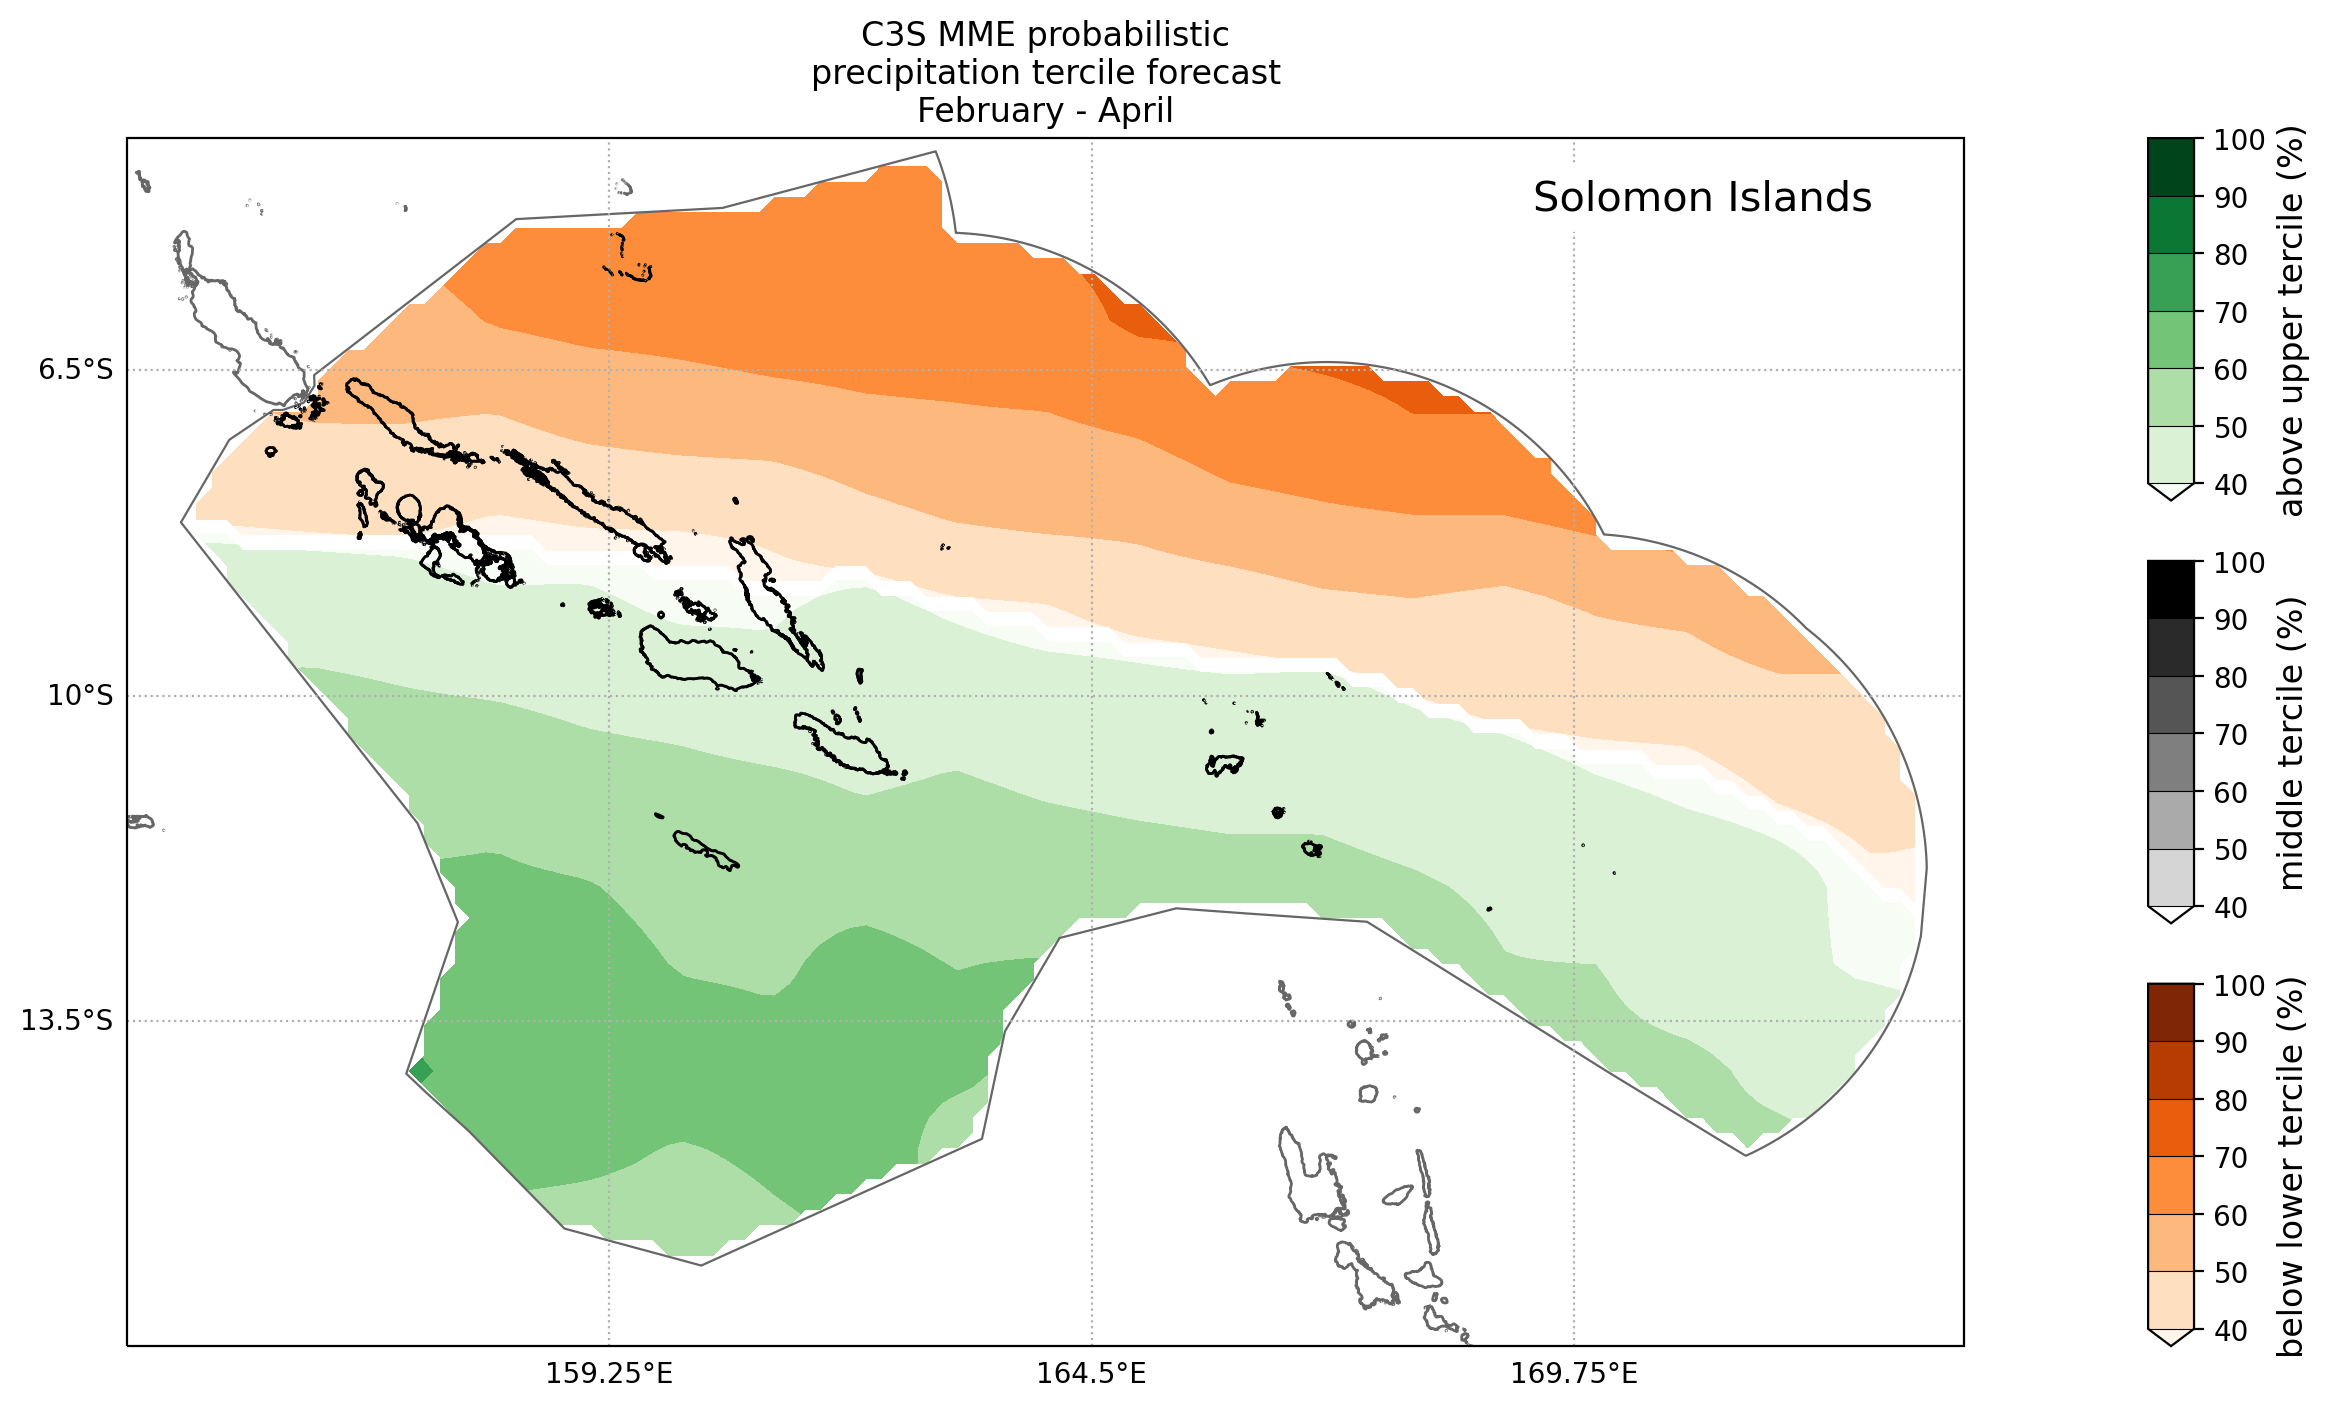 C3S MME probabilistic
precipitation tercile forecast
February - April
Solomon Islands
6.5°S
10°S
13.5°S
159.25°E
164.5°E
169.75°E
100
90
80
70
60
50
40
above upper tercile (%)
100
90
80
70
60
50
40
middle tercile (%)
100
90
80
70
60
50
40
below lower tercile (%)